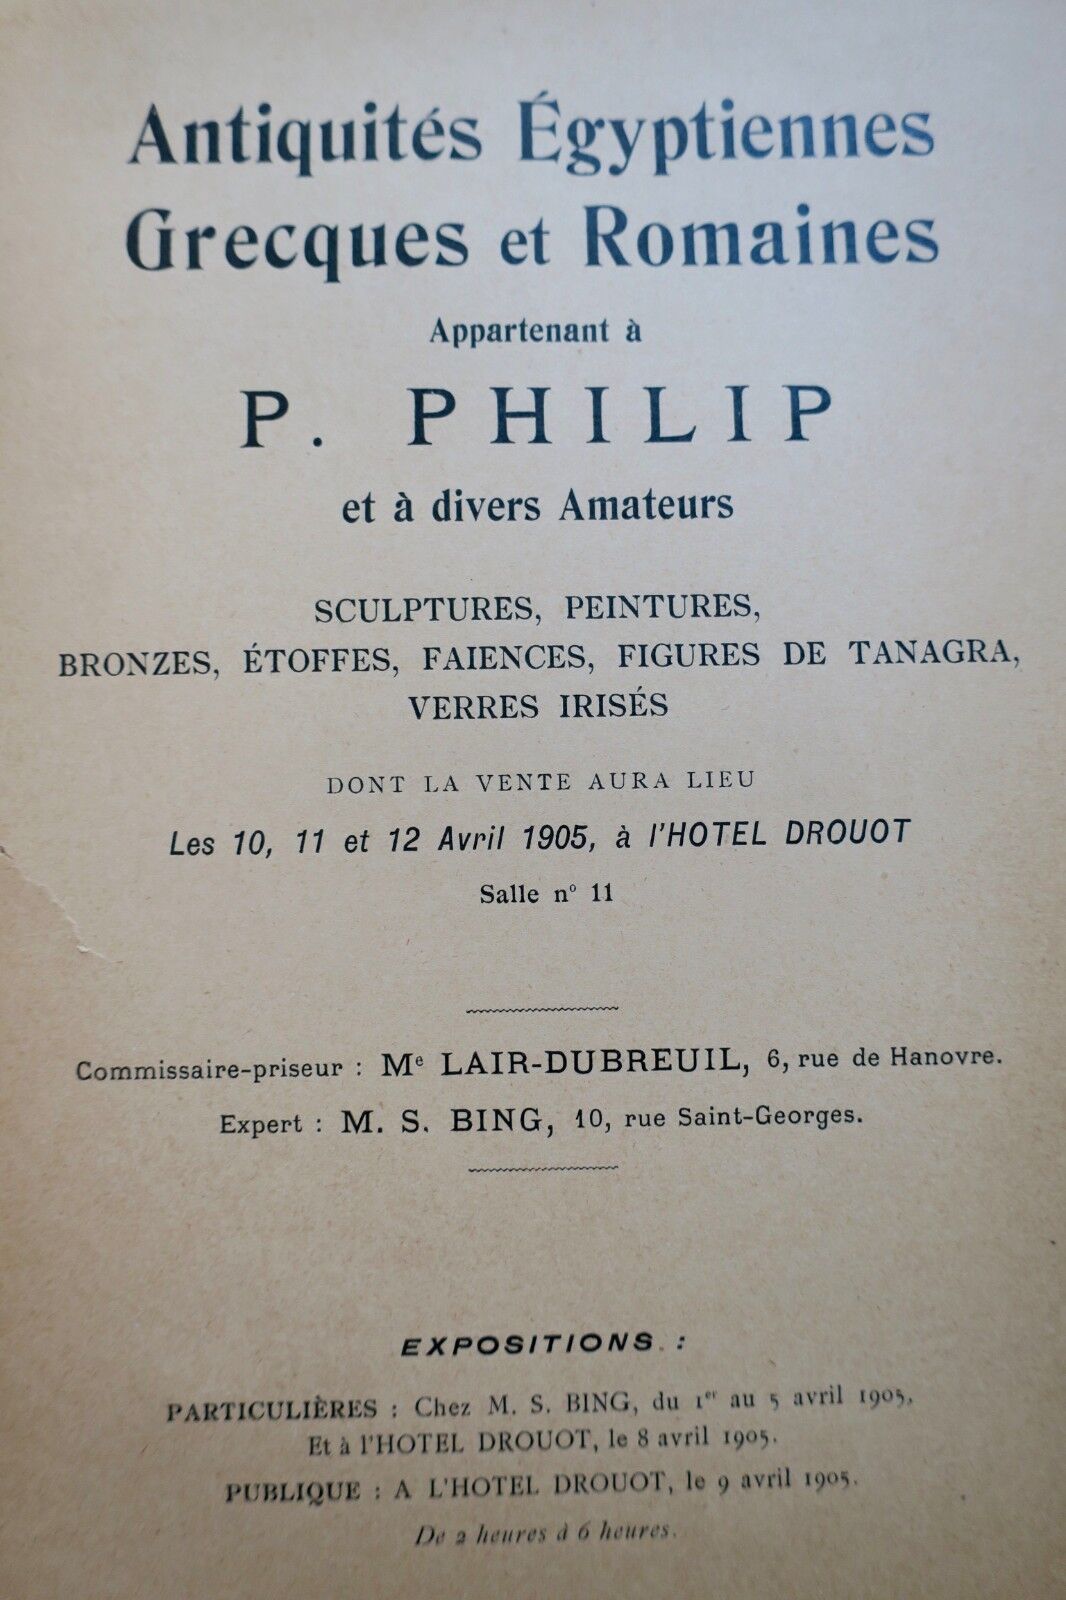 Antiquités Égyptiennes
Grecques et Romaines
Appartenant à
P. PHILIP
et à divers Amateurs
SCULPTURES, PEINTURES,
BRONZES, ÉTOFFES, FAIENCES, FIGURES DE TANAGRA,
VERRES IRISÉS
DONT LA VENTE AURA LIEU
Les 10, 11 et 12 Avril 1905, à l'HOTEL DROUOT
Salle nº 11
Commissaire-priseur : Mᵉ LAIR-DUBREUIL, 6, rue de Hanovre.
Expert : M. S. BING, 10, rue Saint-Georges.
EXPOSITIONS :
PARTICULIÈRES : Chez M. S. BING, du 1ᵉʳ au 5 avril 1905.
Et à l'HOTEL DROUOT, le 8 avril 1905.
PUBLIQUE : A L'HOTEL DROUOT, le 9 avril 1905.
De 2 heures à 6 heures.